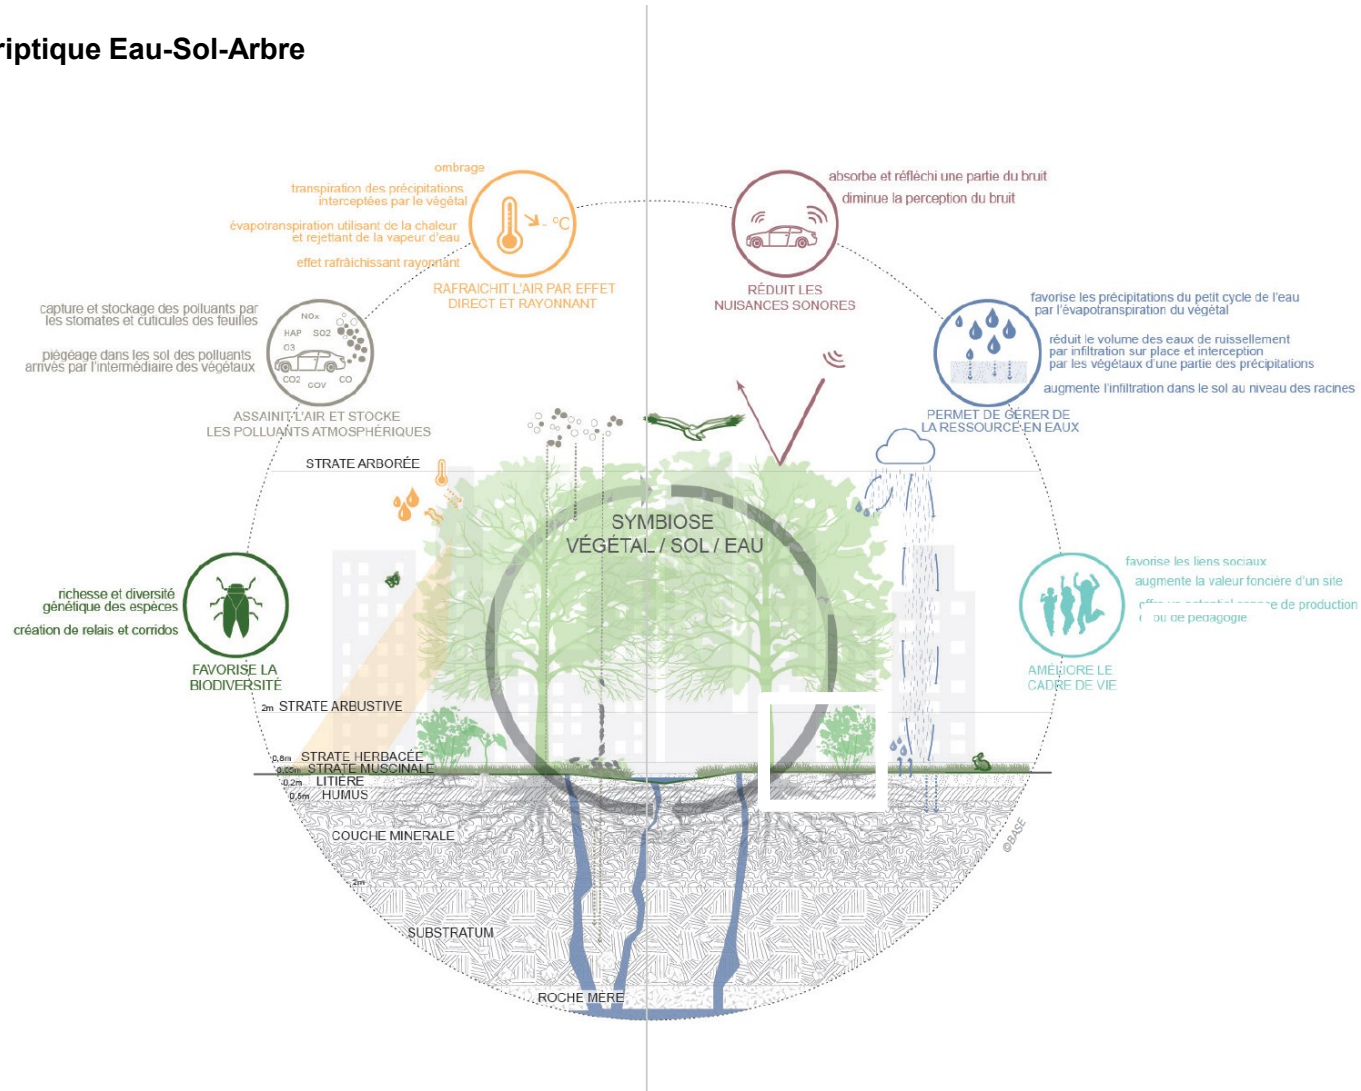 riptique Eau-Sol-Arbre
ombrage
transpiration des précipitations
interceptées par le végétal
évapotranspiration utilisant de la chaleur
et rejettant de la vapeur d'eau
effet rafraîchissant rayonnant
- °C
RAFRAICHIT L'AIR PAR EFFET
DIRECT ET RAYONNANT
absorbe et réfléchi une partie du bruit
diminue la perception du bruit
RÉDUIT LES
NUISANCES SONORES
capture et stockage des polluants par
les stomates et cuticules des feuilles
piégéage dans les sol des polluants
arrivés par l'intermédiaire des végétaux
NOx
HAP SO2
O3
CO2 COV CO
ASSAINIT L'AIR ET STOCKE
LES POLLUANTS ATMOSPHÉRIQUES
favorise les précipitations du petit cycle de l'eau
par l'évapotranspiration du végétal
réduit le volume des eaux de ruissellement
par infiltration sur place et interception
par les végétaux d'une partie des précipitations
augmente l'infiltration dans le sol au niveau des racines
PERMET DE GÉRER DE
LA RESSOURCE EN EAUX
STRATE ARBORÉE
SYMBIOSE
VÉGÉTAL / SOL / EAU
richesse et diversité
génétique des espèces
création de relais et corridos
FAVORISE LA
BIODIVERSITÉ
favorise les liens sociaux
augmente la valeur foncière d'un site
de production
ou de pedagogie
AMÉLIORE LE
CADRE DE VIE
2m STRATE ARBUSTIVE
0,8m STRATE HERBACÉE
0,05m STRATE MUSCINALE
0,2m LITIÈRE
0,5m HUMUS
COUCHE MINERALE
2m
SUBSTRATUM
ROCHE MÈRE
©BASE